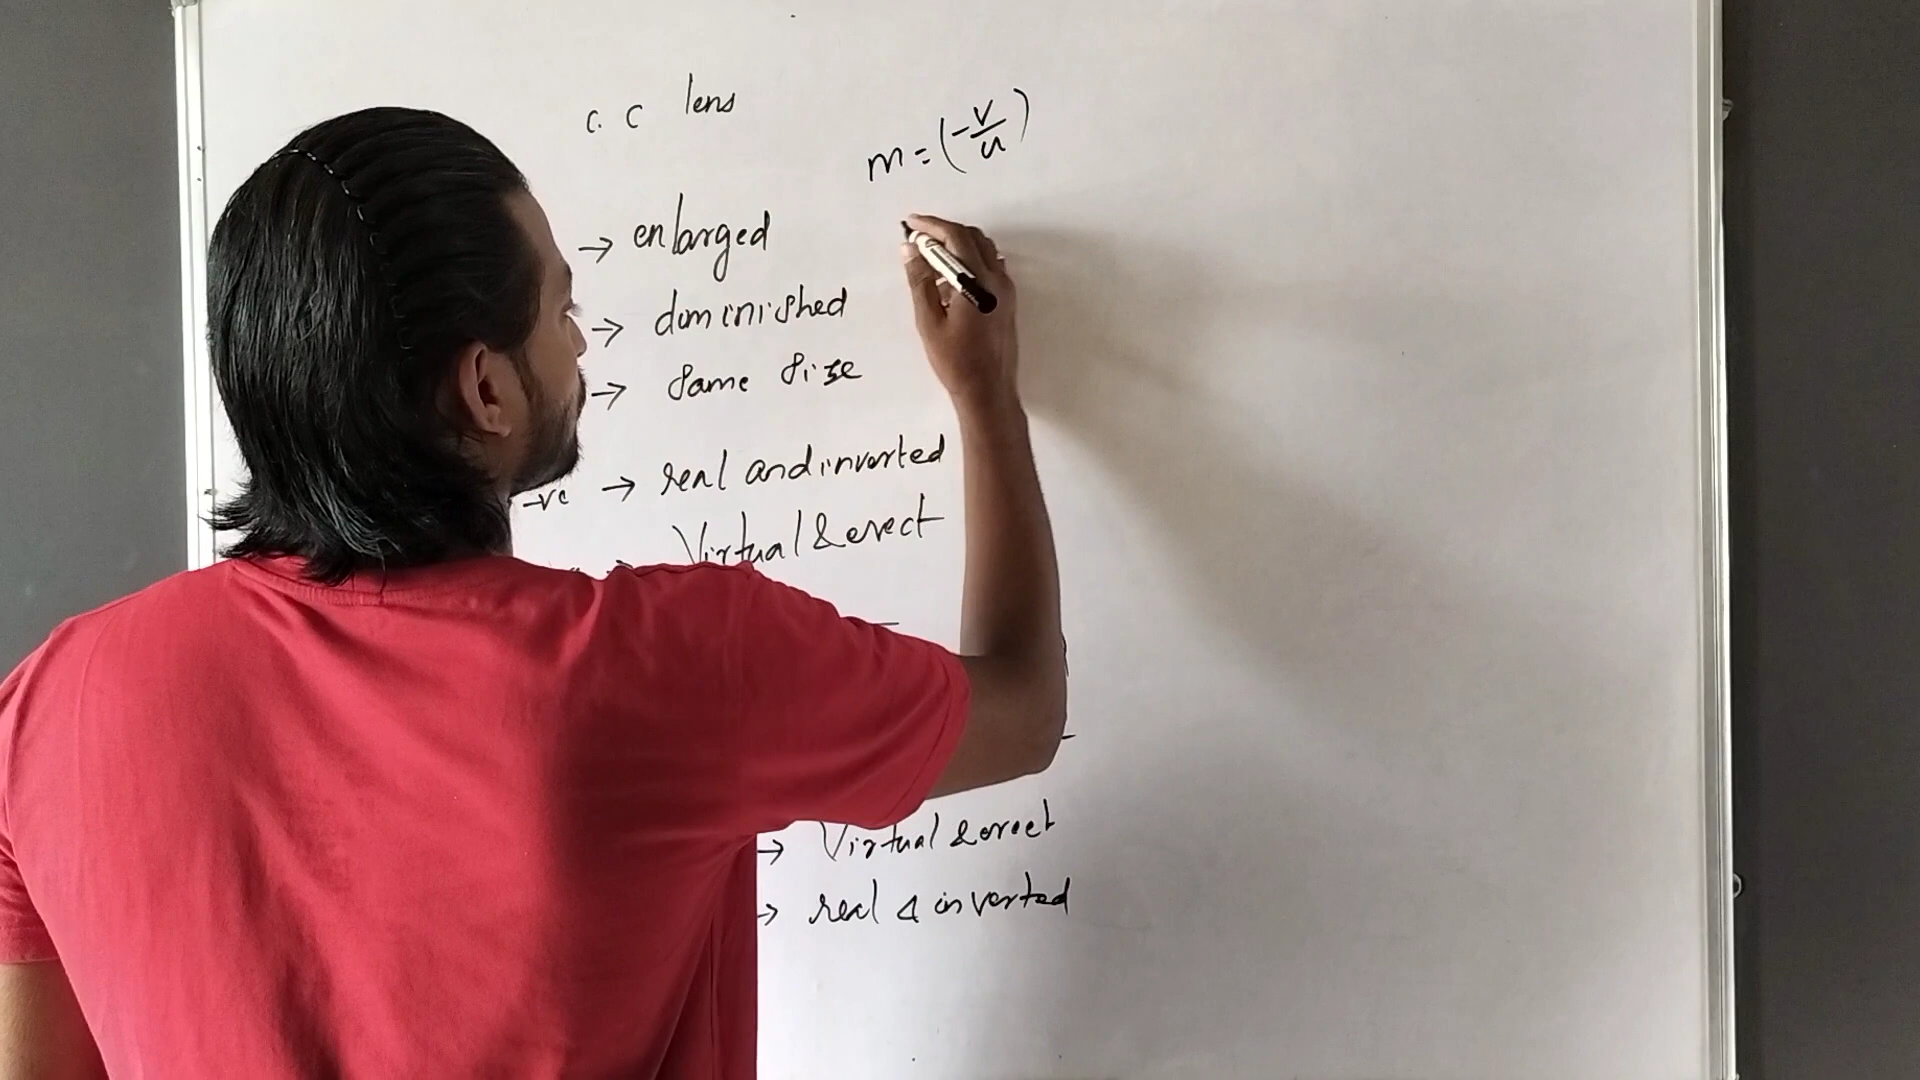 c. c lens
m = (-v/u)
→ enlarged
→ diminished
→ same size
-ve → real and inverted
→ Virtual & erect
→ Virtual & erect
→ real & inverted